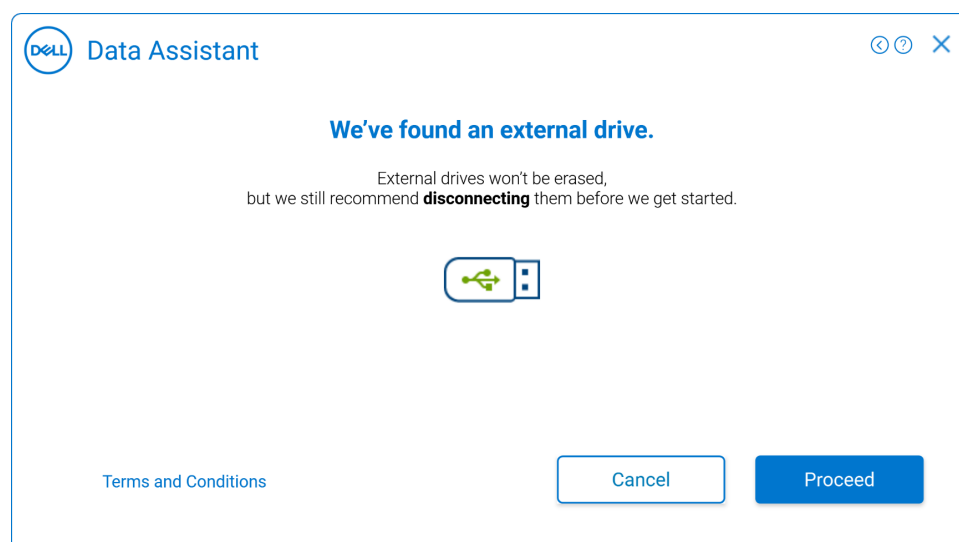 DELL Data Assistant
We've found an external drive.
External drives won't be erased,
but we still recommend disconnecting them before we get started.
Terms and Conditions
Cancel
Proceed